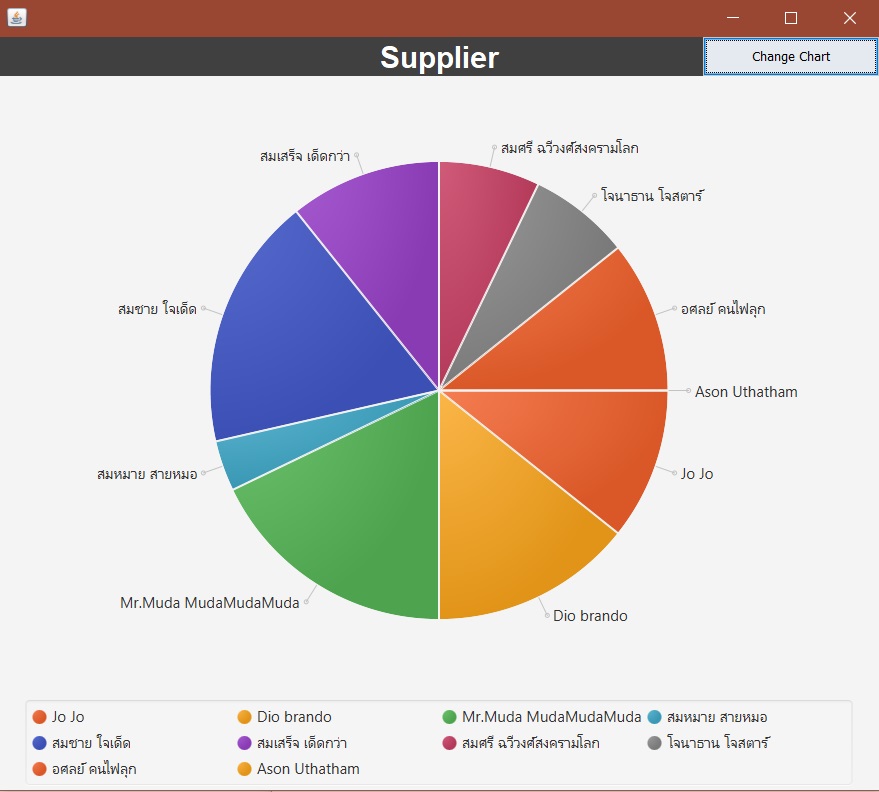 Supplier
Change Chart
สมเสร็จ เด็ดกว่า
สมศรี ฉวีวงศ์สงครามโลก
โจนาธาน โจสตาร์
สมชาย ใจเด็ด
อศลย์ คนไฟลุก
Ason Uthatham
สมหมาย สายหมอ
Jo Jo
Mr.Muda MudaMudaMuda
Dio brando
Jo Jo Dio brando Mr.Muda MudaMudaMuda สมหมาย สายหมอ
สมชาย ใจเด็ด สมเสร็จ เด็ดกว่า สมศรี ฉวีวงศ์สงครามโลก โจนาธาน โจสตาร์
อศลย์ คนไฟลุก Ason Uthatham